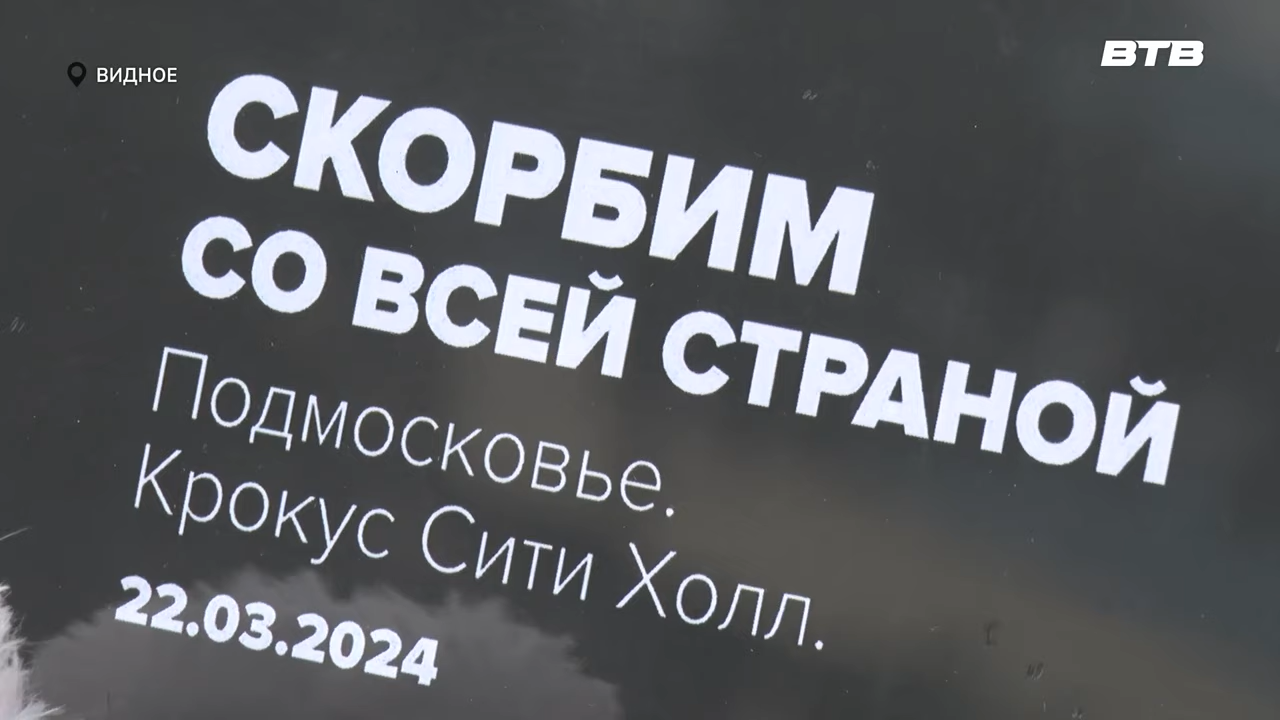 ВИДНОЕ
ВТВ
СКОРБИМ
СО ВСЕЙ СТРАНОЙ
Подмосковье.
Крокус Сити Холл.
22.03.2024